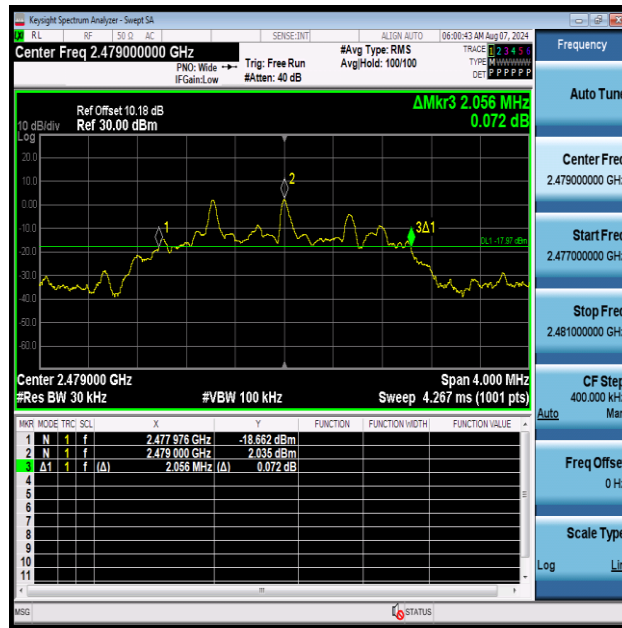 Keysight Spectrum Analyzer - Swept SA
LXI RL RF 50 Ω AC SENSE:INT ALIGN AUTO 06:00:43 AM Aug 07, 2024
Center Freq 2.479000000 GHz
PNO: Wide
IFGain:Low
Trig: Free Run
#Atten: 40 dB
#Avg Type: RMS
Avg|Hold: 100/100
TRACE 1 2 3 4 5 6
TYPE M WWWWW
DET P P P P P P
Frequency
Auto Tune
Center Freq
2.479000000 GHz
Start Freq
2.477000000 GHz
Stop Freq
2.481000000 GHz
CF Step
400.000 kHz
Auto Man
Freq Offset
0 Hz
Scale Type
Log Lin
ΔMkr3 2.056 MHz
0.072 dB
Ref Offset 10.18 dB
10 dB/div Ref 30.00 dBm
Log
20.0
10.0
0.00
-10.0
-20.0
-30.0
-40.0
-50.0
-60.0
1
2
3Δ1
DL1 -17.97 dBm
Center 2.479000 GHz Span 4.000 MHz
#Res BW 30 kHz #VBW 100 kHz Sweep 4.267 ms (1001 pts)
MKR MODE TRC SCL X Y FUNCTION FUNCTION WIDTH FUNCTION VALUE
1 N 1 f 2.477 976 GHz -18.662 dBm
2 N 1 f 2.479 000 GHz 2.035 dBm
3 Δ1 1 f (Δ) 2.056 MHz (Δ) 0.072 dB
4
5
6
7
8
9
10
11
MSG STATUS